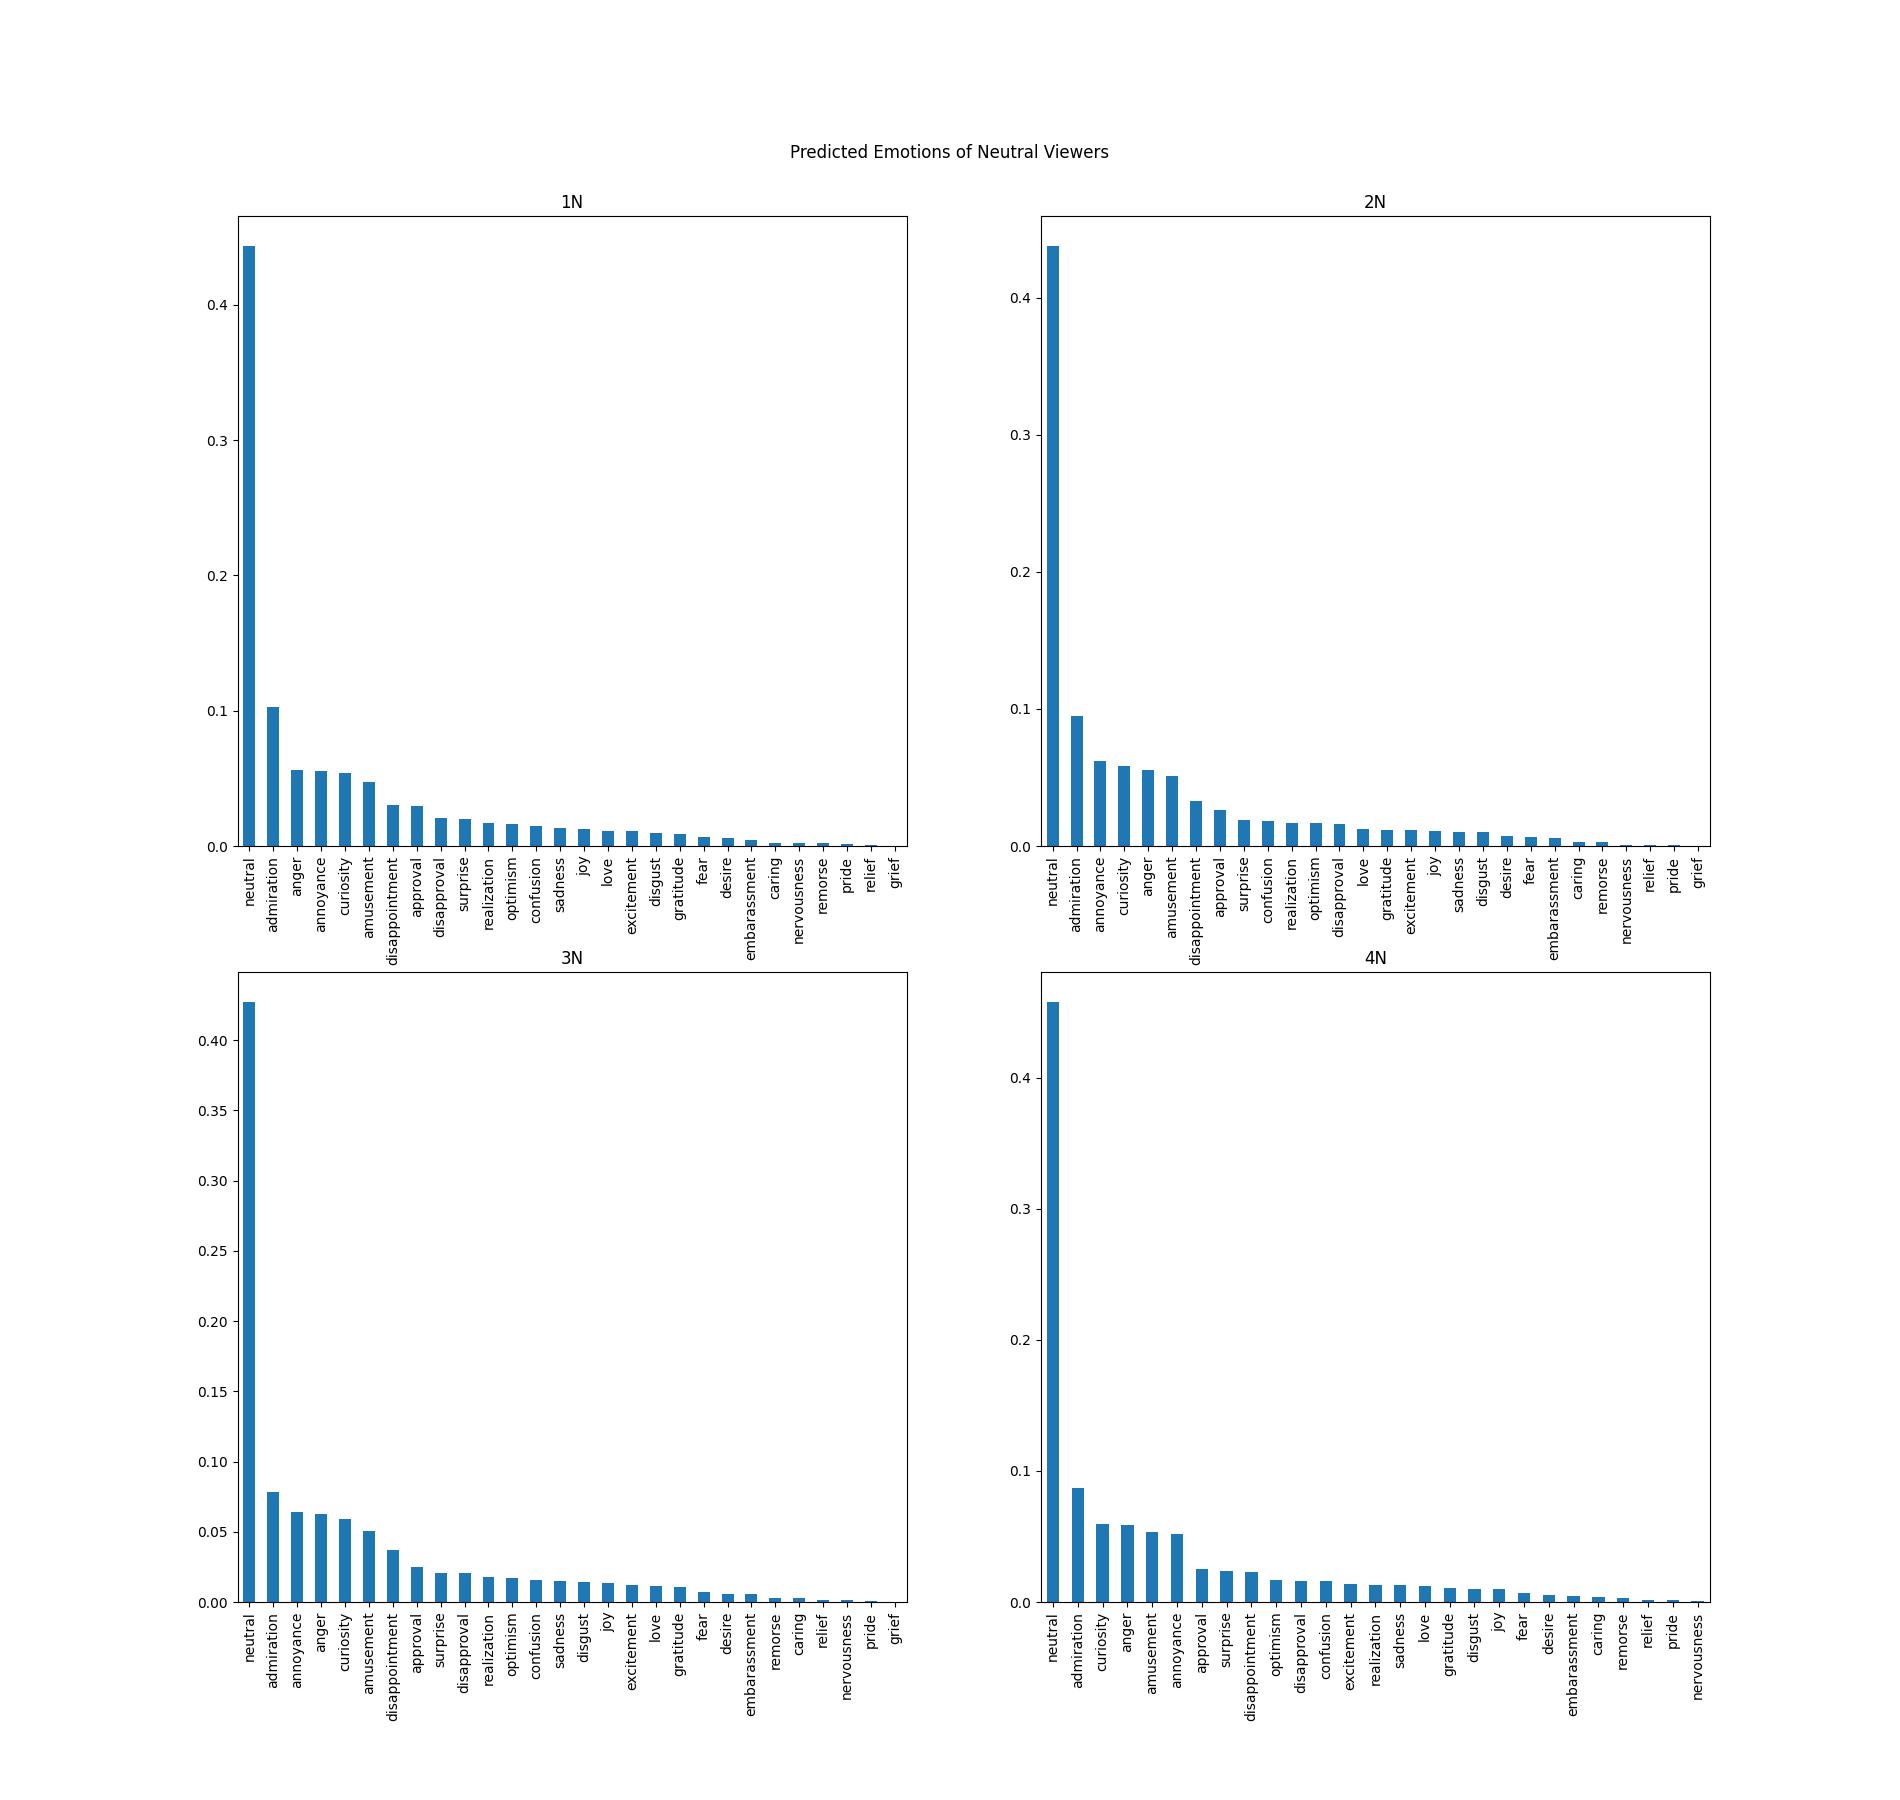 Predicted Emotions of Neutral Viewers
1N
0.4
0.3
0.2
0.1
0.0
neutral
admiration
anger
annoyance
curiosity
amusement
disappointment
approval
disapproval
surprise
realization
optimism
confusion
sadness
joy
love
excitement
disgust
gratitude
fear
desire
embarassment
caring
nervousness
remorse
pride
relief
grief
2N
0.4
0.3
0.2
0.1
0.0
neutral
admiration
annoyance
curiosity
anger
amusement
disappointment
approval
surprise
confusion
realization
optimism
disapproval
love
gratitude
excitement
joy
sadness
disgust
desire
fear
embarassment
caring
remorse
nervousness
relief
pride
grief
3N
0.40
0.35
0.30
0.25
0.20
0.15
0.10
0.05
0.00
neutral
admiration
annoyance
anger
curiosity
amusement
disappointment
approval
surprise
disapproval
realization
optimism
confusion
sadness
disgust
joy
excitement
love
gratitude
fear
desire
embarassment
remorse
caring
relief
nervousness
pride
grief
4N
0.4
0.3
0.2
0.1
0.0
neutral
admiration
curiosity
anger
amusement
annoyance
approval
surprise
disappointment
optimism
disapproval
confusion
excitement
realization
sadness
love
gratitude
disgust
joy
fear
desire
embarassment
caring
remorse
relief
pride
nervousness